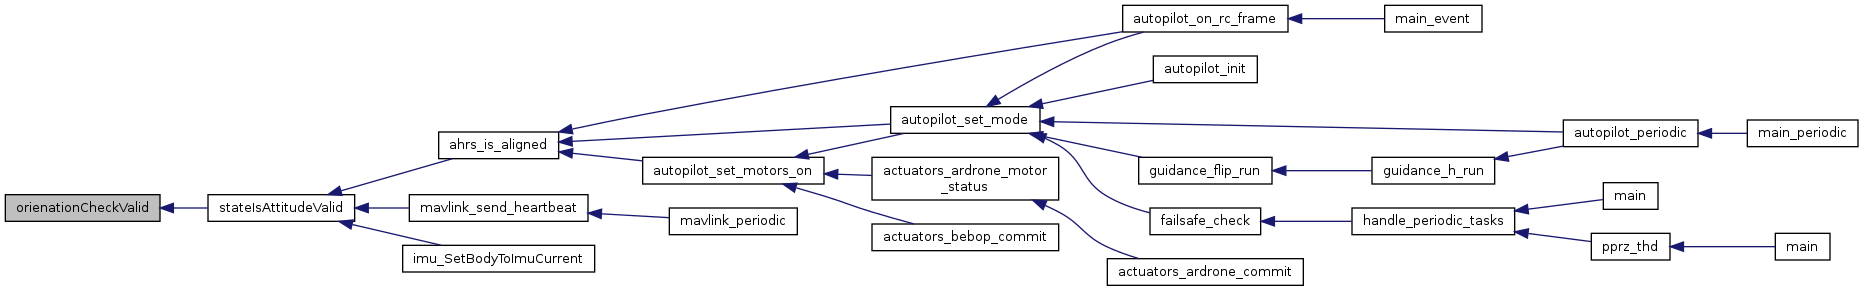 orienationCheckValid
stateIsAttitudeValid
ahrs_is_aligned
mavlink_send_heartbeat
imu_SetBodyToImuCurrent
autopilot_set_motors_on
mavlink_periodic
autopilot_set_mode
actuators_ardrone_motor
_status
actuators_bebop_commit
autopilot_on_rc_frame
autopilot_init
guidance_flip_run
failsafe_check
actuators_ardrone_commit
main_event
autopilot_periodic
guidance_h_run
handle_periodic_tasks
main_periodic
main
pprz_thd
main